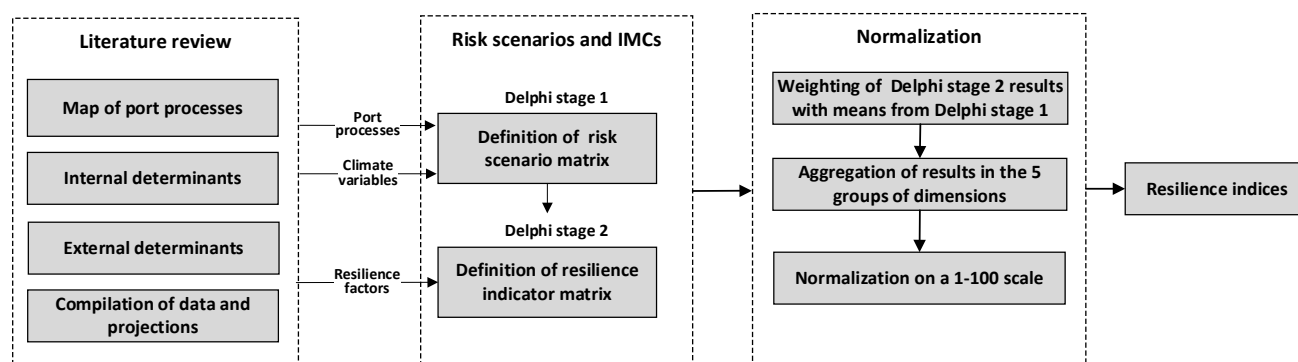 Literature review
Map of port processes
Internal determinants
External determinants
Compilation of data and
projections
Port
processes
Climate
variables
Resilience
factors
Risk scenarios and IMCs
Delphi stage 1
Definition of risk
scenario matrix
Delphi stage 2
Definition of resilience
indicator matrix
Normalization
Weighting of Delphi stage 2 results
with means from Delphi stage 1
Aggregation of results in the 5
groups of dimensions
Normalization on a 1-100 scale
Resilience indices